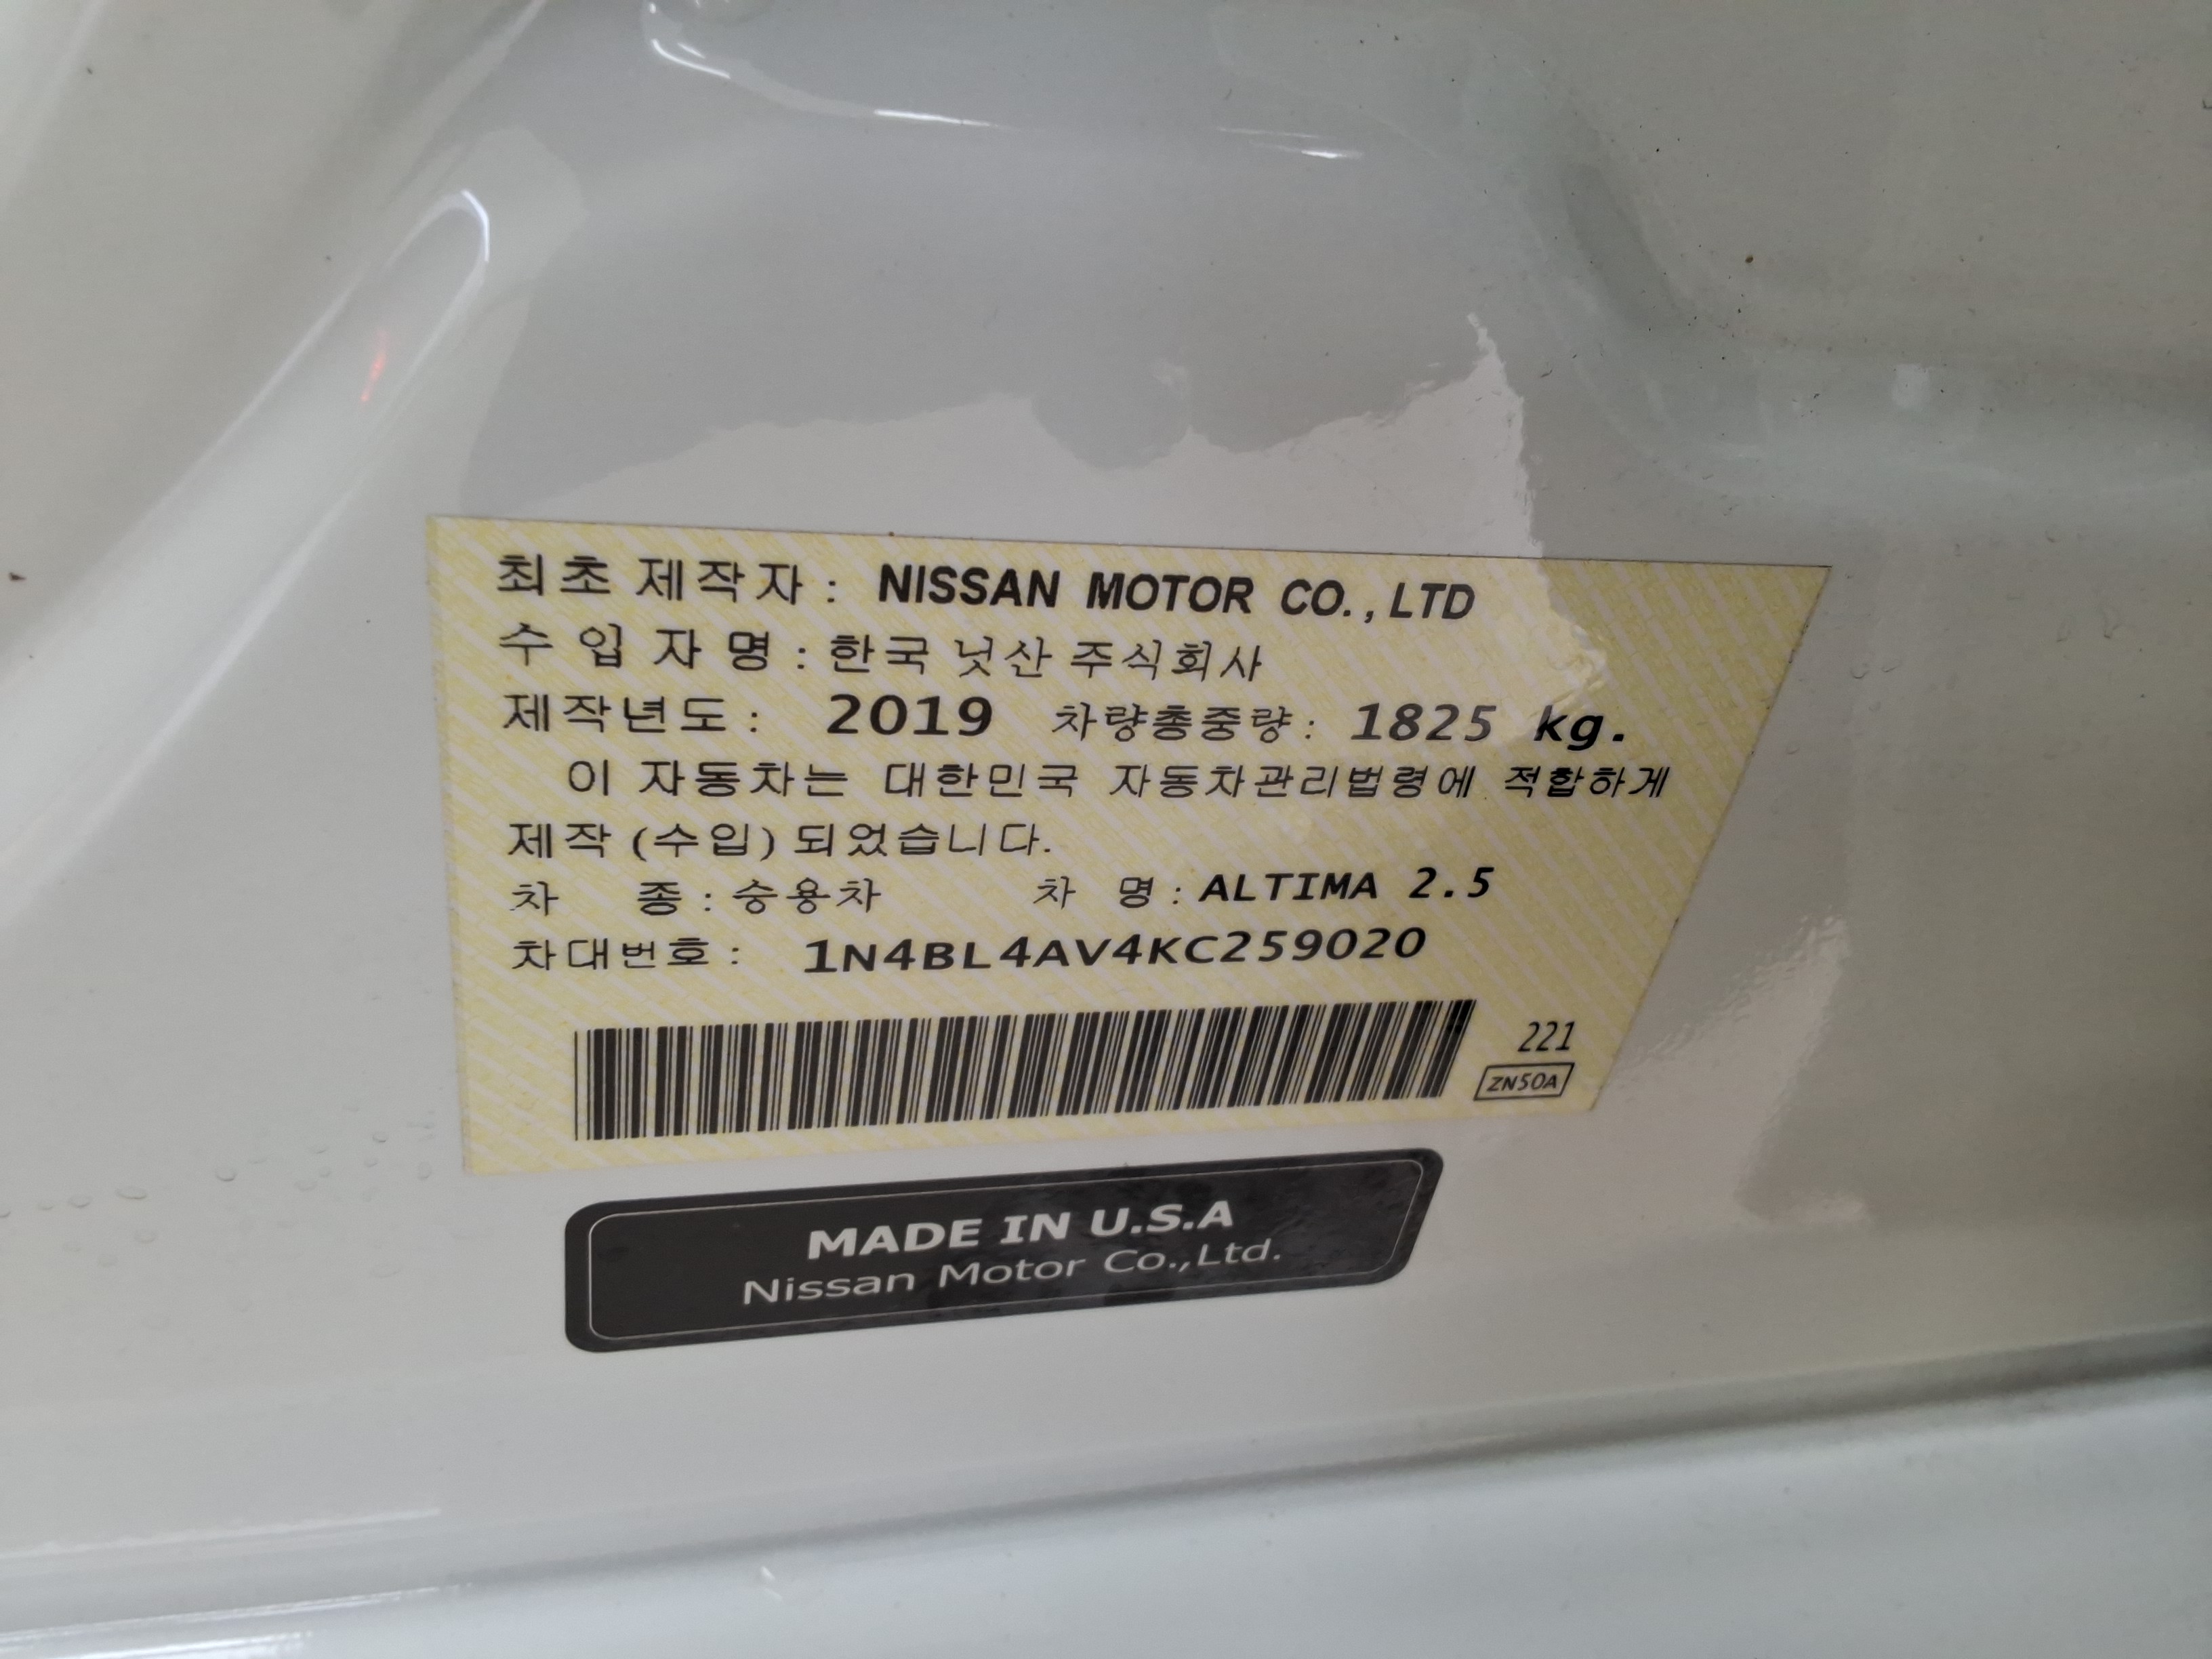 최초 제작자 : NISSAN MOTOR CO.,LTD
수 입 자 명 : 한국 닛산 주식회사
제작년도 : 2019 차량총중량 : 1825 kg.
이 자동차는 대한민국 자동차관리법령에 적합하게
제작 (수입) 되었습니다.
차 종 : 승용차 차 명 : ALTIMA 2.5
차대번호 : 1N4BL4AV4KC259020
221
ZN50A
MADE IN U.S.A
Nissan Motor Co.,Ltd.